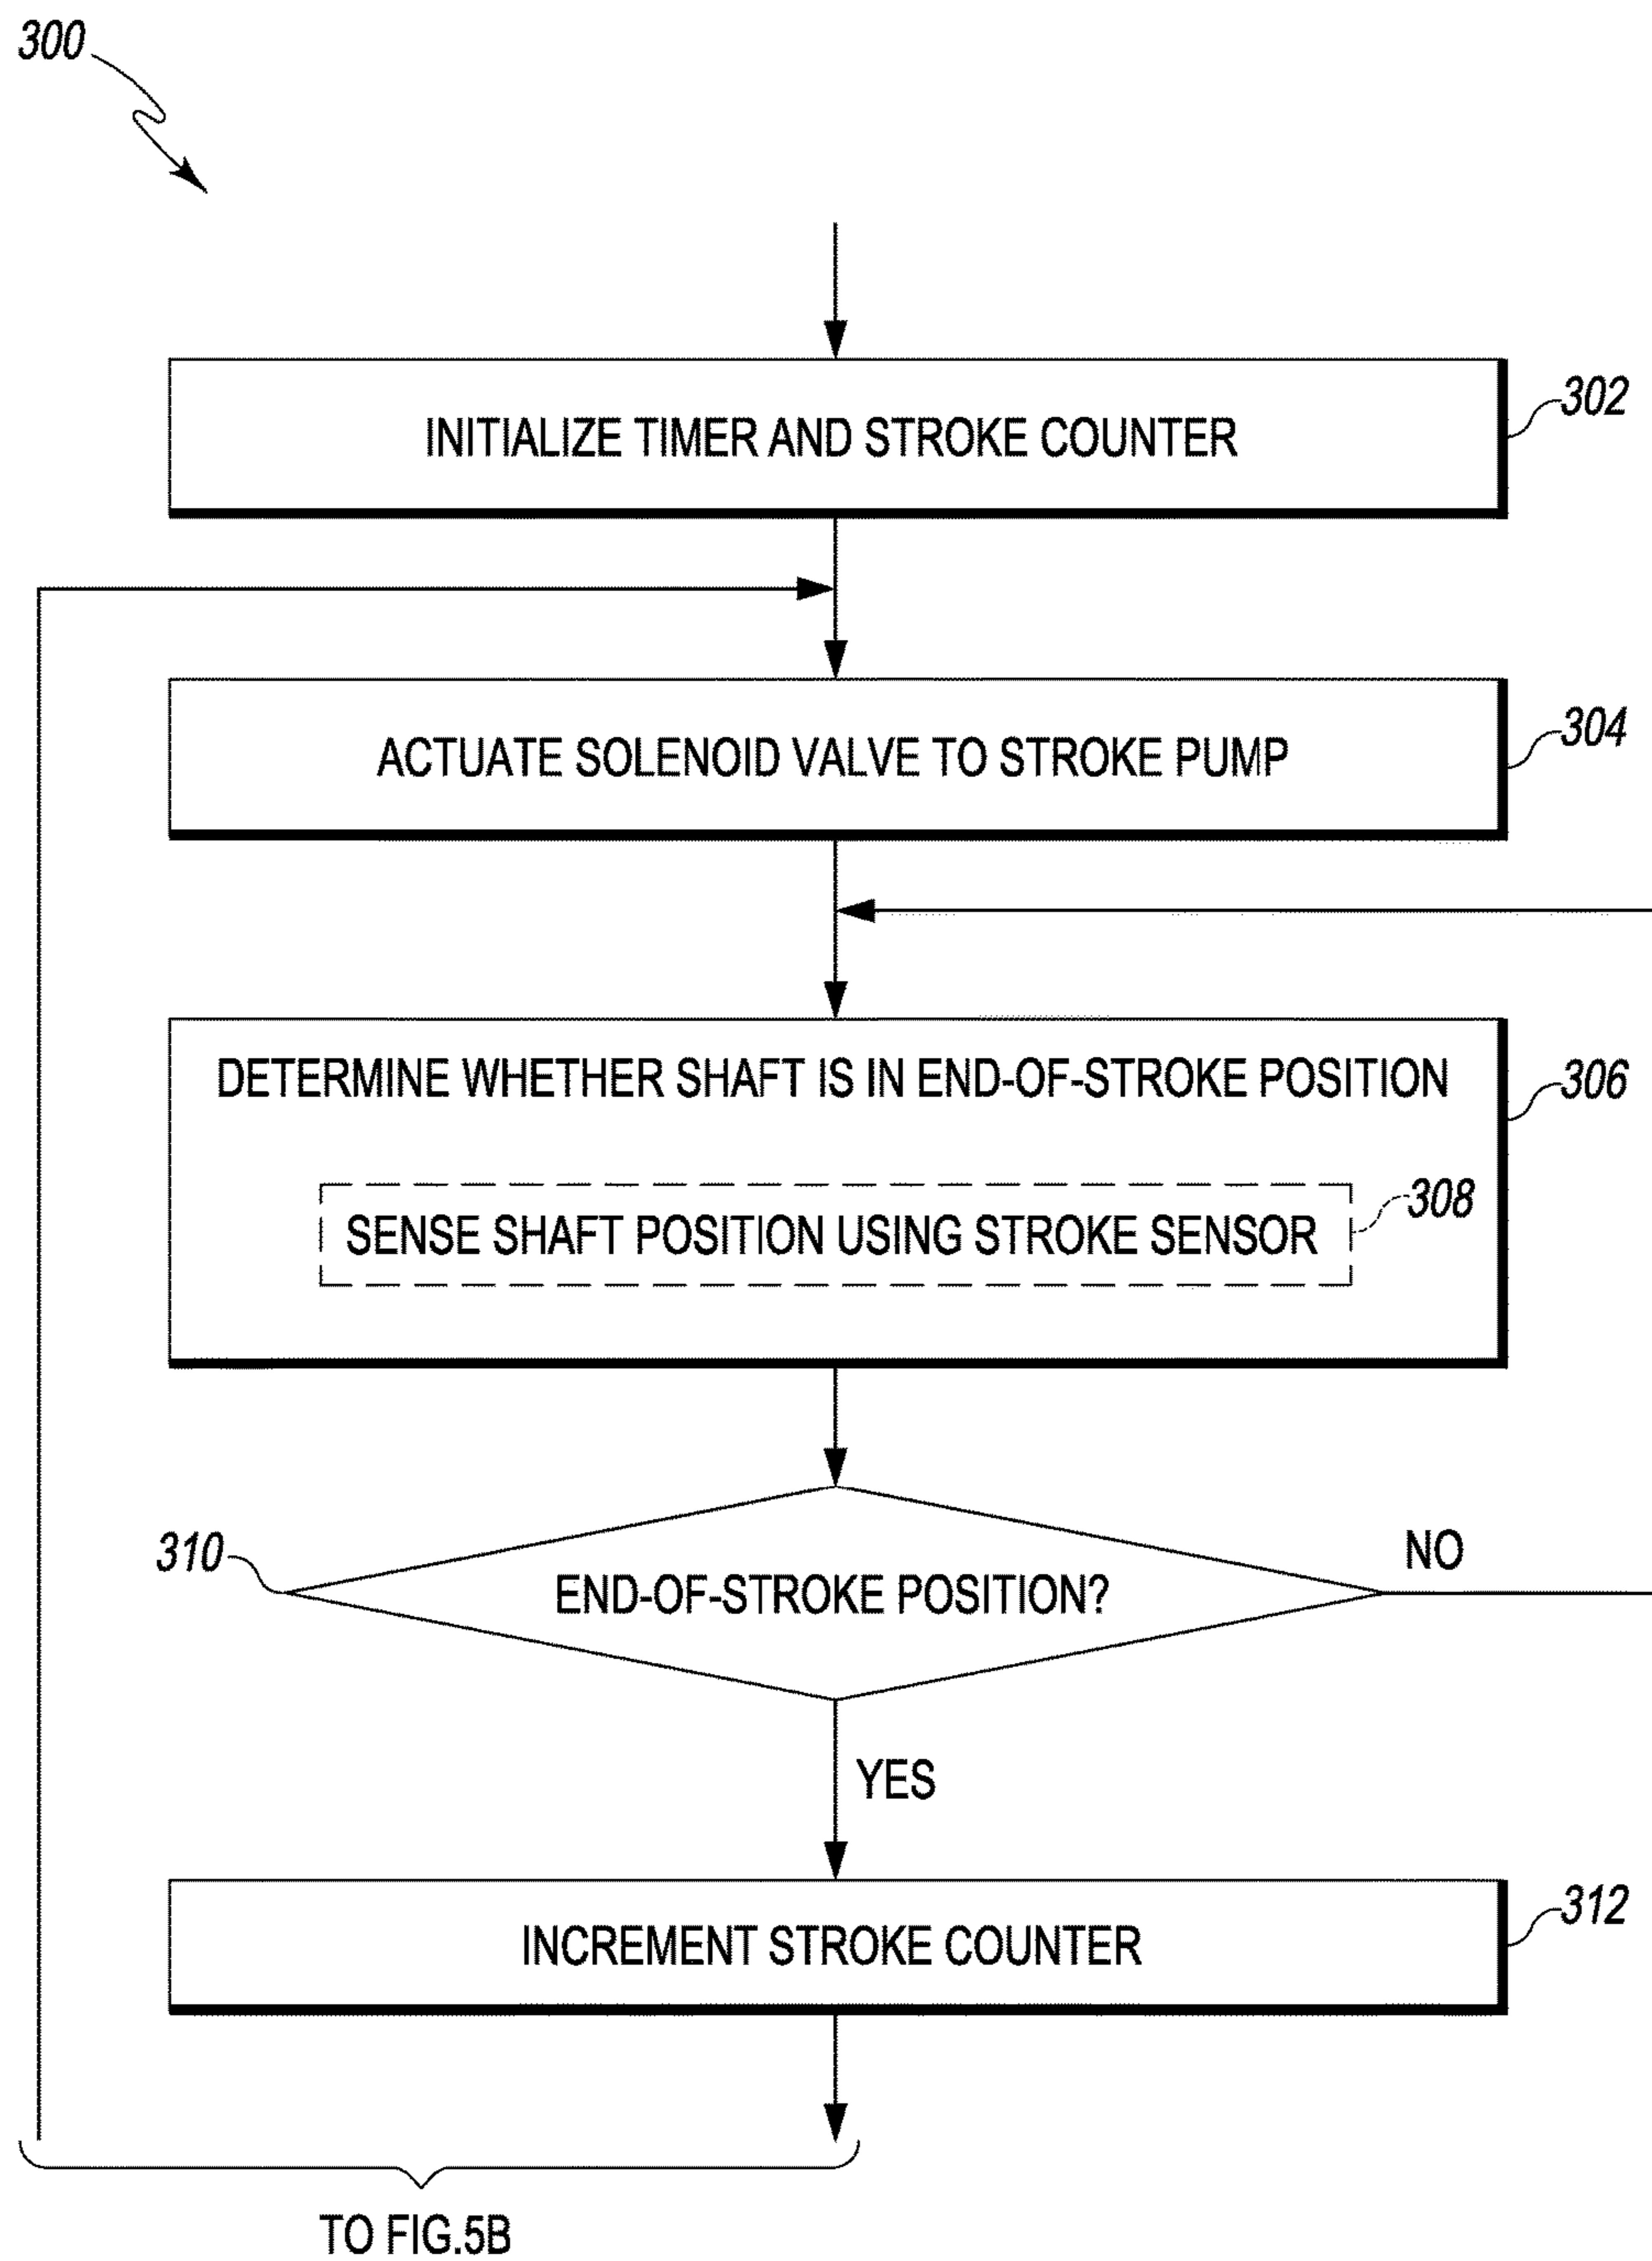 300
INITIALIZE TIMER AND STROKE COUNTER
302
ACTUATE SOLENOID VALVE TO STROKE PUMP
304
DETERMINE WHETHER SHAFT IS IN END-OF-STROKE POSITION
306
SENSE SHAFT POSITION USING STROKE SENSOR
308
310
END-OF-STROKE POSITION?
NO
YES
INCREMENT STROKE COUNTER
312
TO FIG.5B